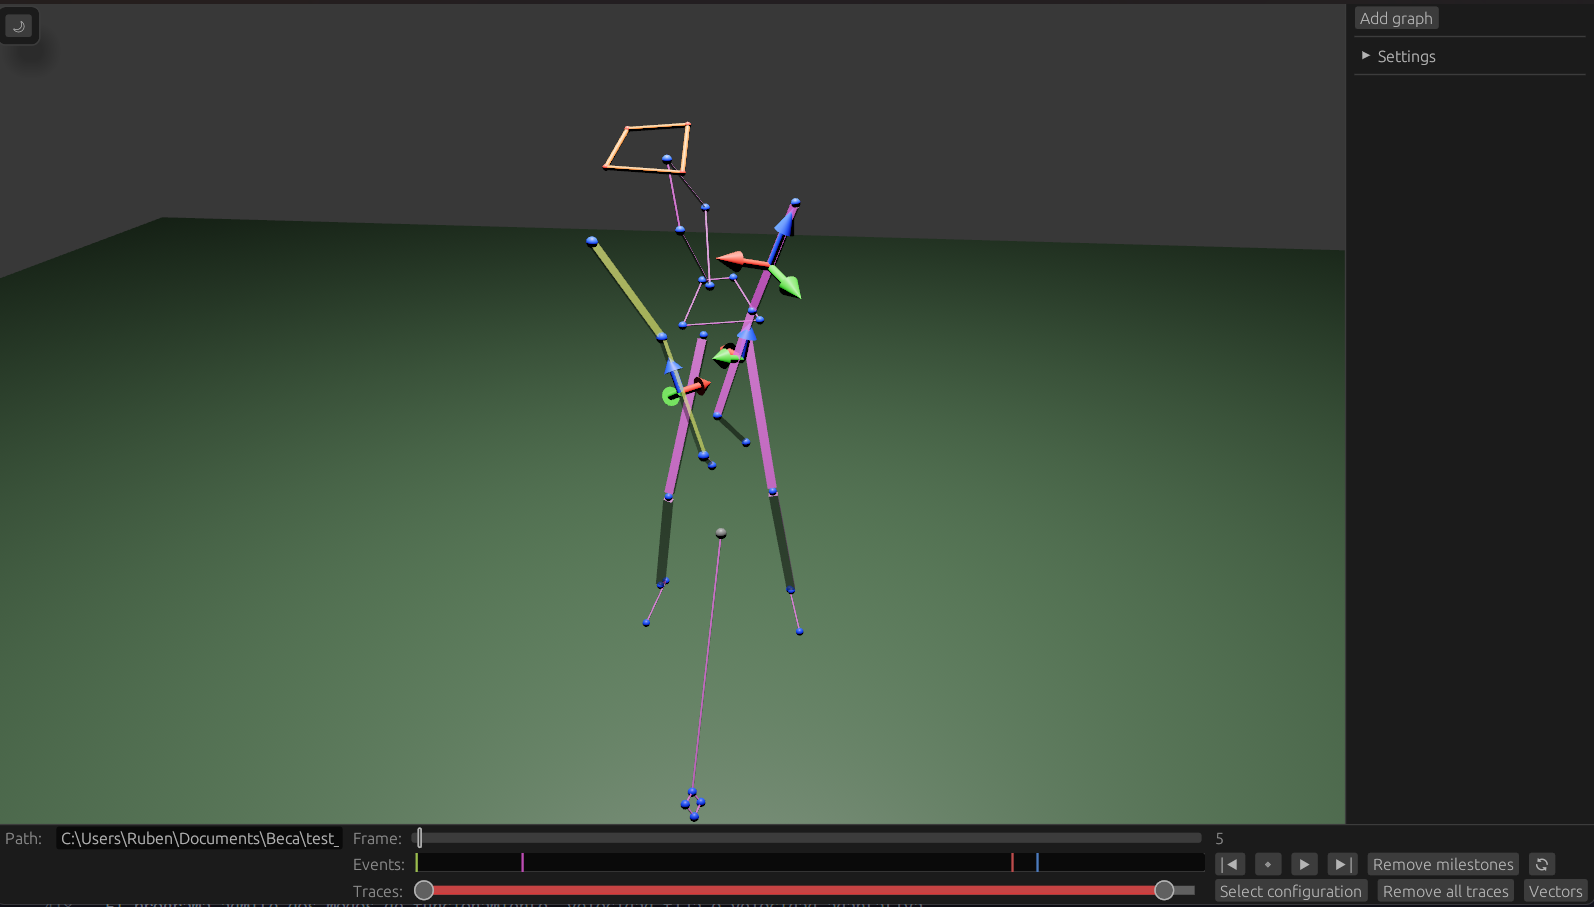 Add graph
Settings
Path: C:\Users\Ruben\Documents\Beca\test_ Frame: 5
Events: Remove milestones
Traces: Select configuration Remove all traces Vectors